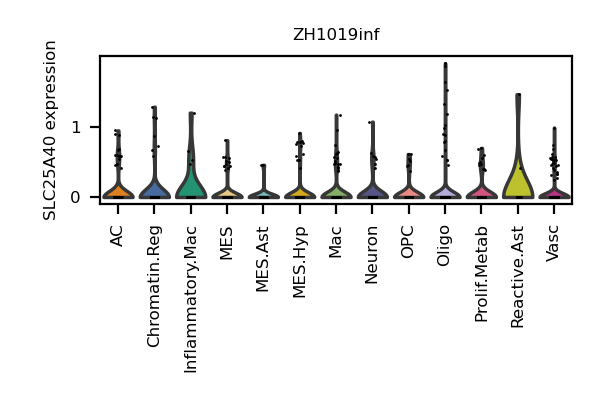 ZH1019inf
SLC25A40 expression
1
0
AC
Chromatin.Reg
Inflammatory.Mac
MES
MES.Ast
MES.Hyp
Mac
Neuron
OPC
Oligo
Prolif.Metab
Reactive.Ast
Vasc